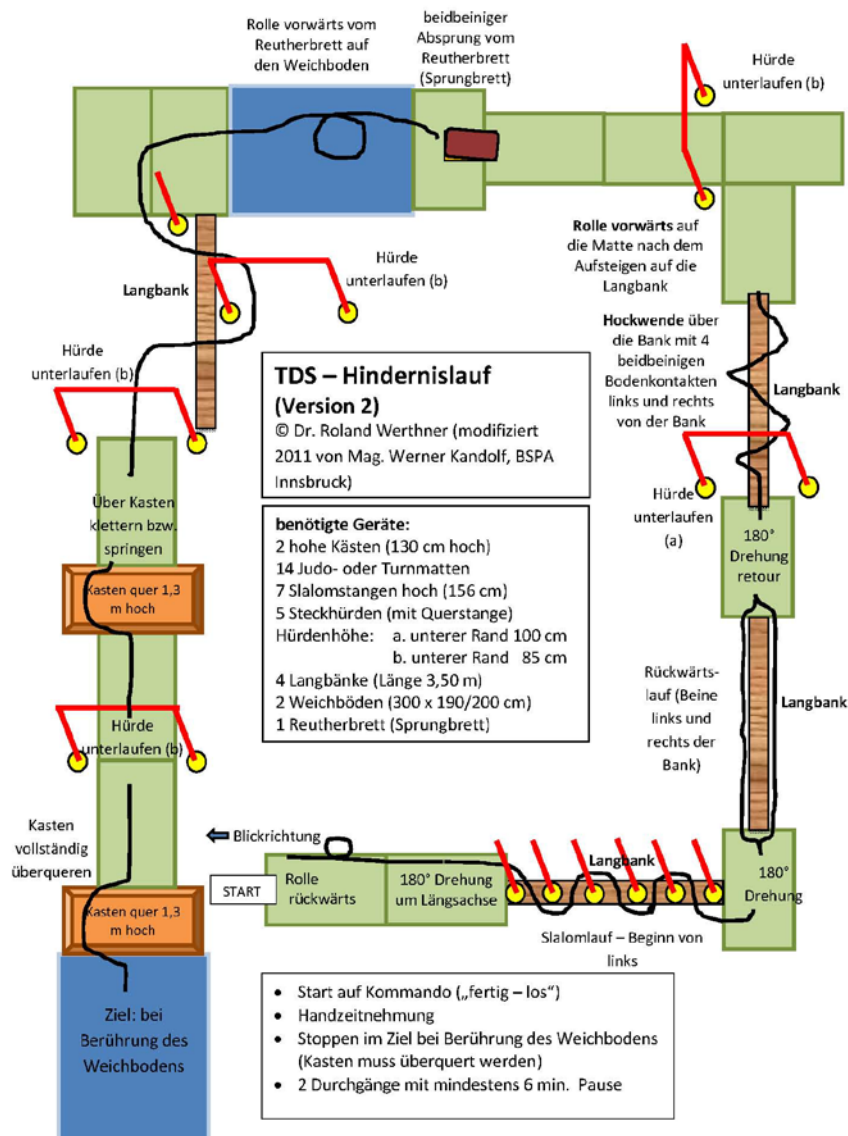 Rolle vorwärts vom
Reutherbrett auf
den Weichboden
beidbeiniger
Absprung vom
Reutherbrett
(Sprungbrett)
Hürde
unterlaufen (b)
Rolle vorwärts auf
die Matte nach dem
Aufsteigen auf die
Langbank
Hürde
unterlaufen (b)
Langbank
Hockwende über
die Bank mit 4
beidbeinigen
Bodenkontakten
links und rechts
von der Bank
Langbank
Hürde
unterlaufen (b)
TDS – Hindernislauf
(Version 2)
© Dr. Roland Werthner (modifiziert
2011 von Mag. Werner Kandolf, BSPA
Innsbruck)
Hürde
unterlaufen
(a)
Über Kasten
klettern bzw.
springen
180°
Drehung
retour
Kasten quer 1,3
m hoch
benötigte Geräte:
2 hohe Kästen (130 cm hoch)
14 Judo- oder Turnmatten
7 Slalomstangen hoch (156 cm)
5 Steckhürden (mit Querstange)
Hürdenhöhe: a. unterer Rand 100 cm
b. unterer Rand 85 cm
4 Langbänke (Länge 3,50 m)
2 Weichböden (300 x 190/200 cm)
1 Reutherbrett (Sprungbrett)
Rückwärts-
lauf (Beine
links und
rechts der
Bank)
Langbank
Hürde
unterlaufen (b)
Kasten
vollständig
überqueren
Blickrichtung
START
Rolle
rückwärts
180° Drehung
um Längsachse
Langbank
180°
Drehung
Slalomlauf – Beginn von
links
Kasten quer 1,3
m hoch
Ziel: bei
Berührung des
Weichbodens
• Start auf Kommando („fertig – los“)
• Handzeitnehmung
• Stoppen im Ziel bei Berührung des Weichbodens
(Kasten muss überquert werden)
• 2 Durchgänge mit mindestens 6 min. Pause